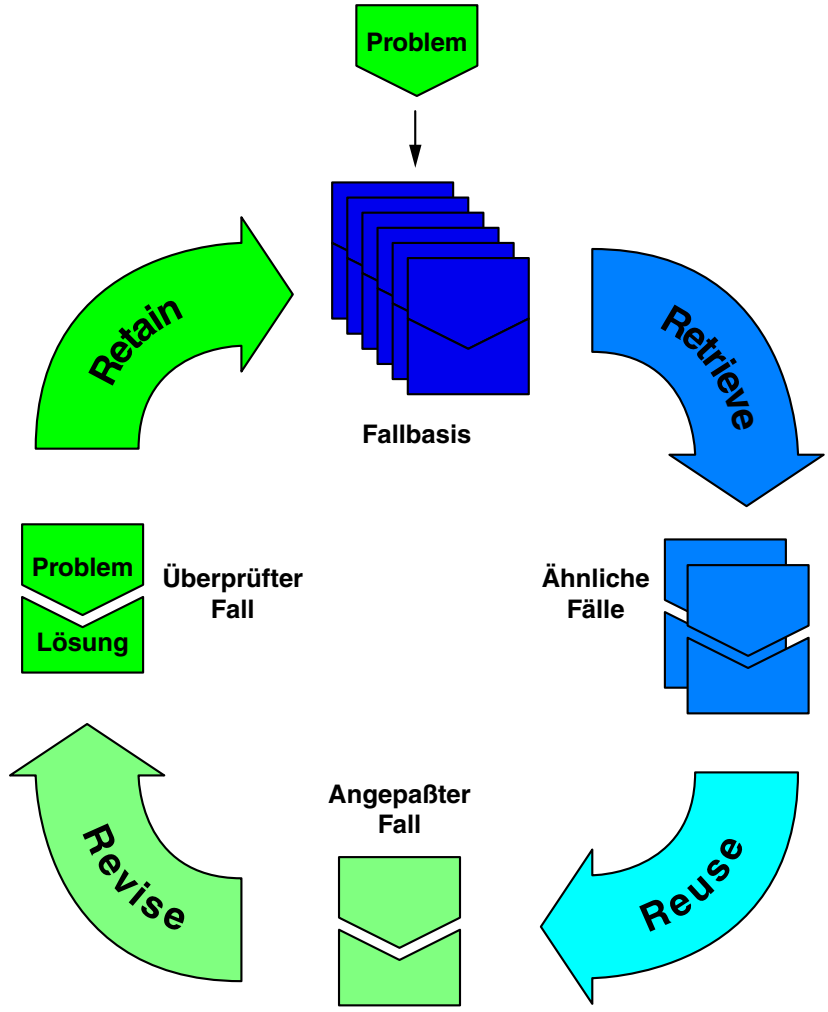 Problem
Retain
Retrieve
Fallbasis
Problem
Lösung
Überprüfter
Fall
Ähnliche
Fälle
Angepaßter
Fall
Revise
Reuse